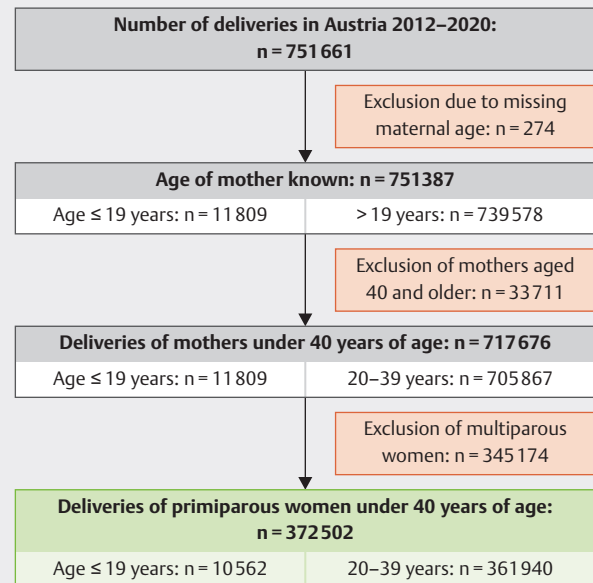 Number of deliveries in Austria 2012–2020:
n = 751 661
Exclusion due to missing
maternal age: n = 274
Age of mother known: n = 751387
Age ≤ 19 years: n = 11 809
> 19 years: n = 739 578
Exclusion of mothers aged
40 and older: n = 33 711
Deliveries of mothers under 40 years of age: n = 717 676
Age ≤ 19 years: n = 11 809
20–39 years: n = 705 867
Exclusion of multiparous
women: n = 345 174
Deliveries of primiparous women under 40 years of age:
n = 372 502
Age ≤ 19 years: n = 10 562
20–39 years: n = 361 940